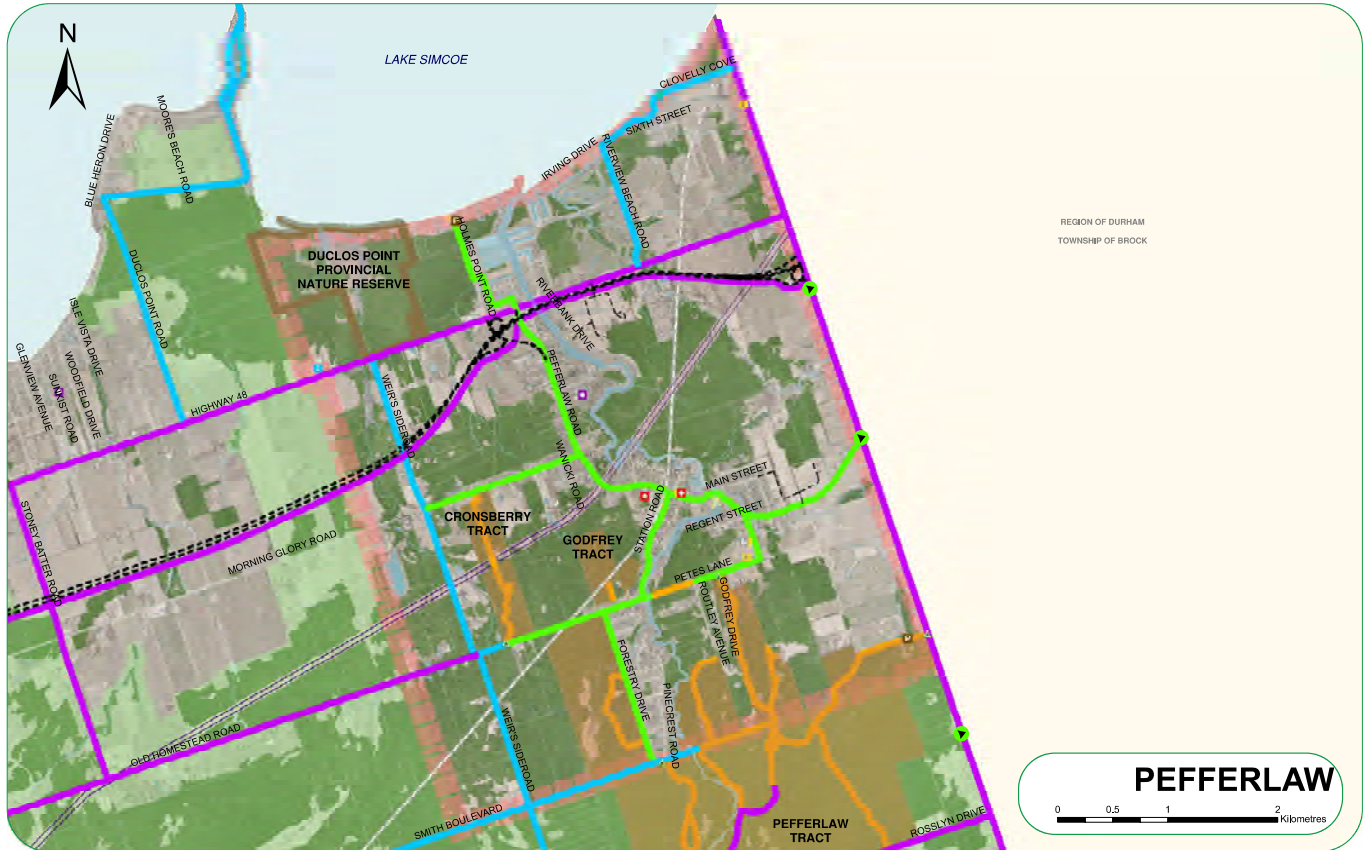 N
LAKE SIMCOE
CLOVELLY COVE
SIXTH STREET
IRVING DRIVE
RIVERVIEW BEACH ROAD
MOORE'S BEACH ROAD
BLUE HERON DRIVE
DUCLOS POINT
PROVINCIAL
NATURE RESERVE
HOLMES POINT ROAD
REGION OF DURHAM
TOWNSHIP OF BROCK
DUCLOS POINT ROAD
ISLE VISTA DRIVE
WOODFIELD DRIVE
SUNKIST ROAD
GLENVIEW AVENUE
RIVERBANK DRIVE
PEFFERLAW ROAD
WEIR'S SIDEROAD
HIGHWAY 48
WANICKI ROAD
MAIN STREET
REGENT STREET
STATION ROAD
CRONSBERRY
TRACT
GODFREY
TRACT
STONEY BATTER ROAD
MORNING GLORY ROAD
PETES LANE
GODFREY DRIVE
ROUTLEY AVENUE
FORESTRY DRIVE
PINECREST ROAD
OLD HOMESTEAD ROAD
WEIR'S SIDEROAD
SMITH BOULEVARD
PEFFERLAW
TRACT
ROSSLYN DRIVE
PEFFERLAW
0 0.5 1 2
Kilometres